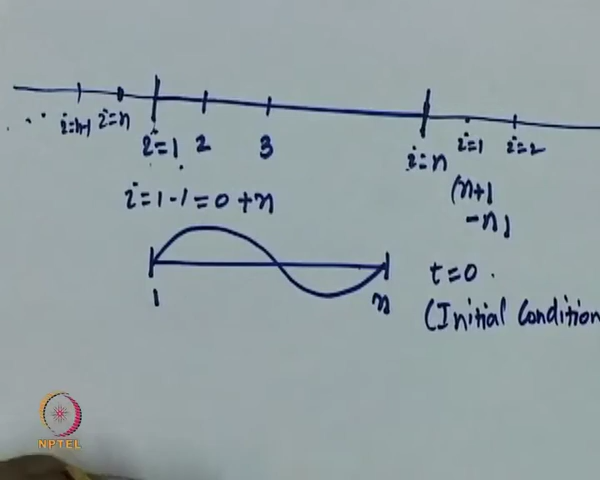 ... i=n-1 i=n i=1 2 3 i=n i=1 i=2
i=1-1=0+n
(n+1
-n)
1 n
t=0.
(Initial Condition
NPTEL